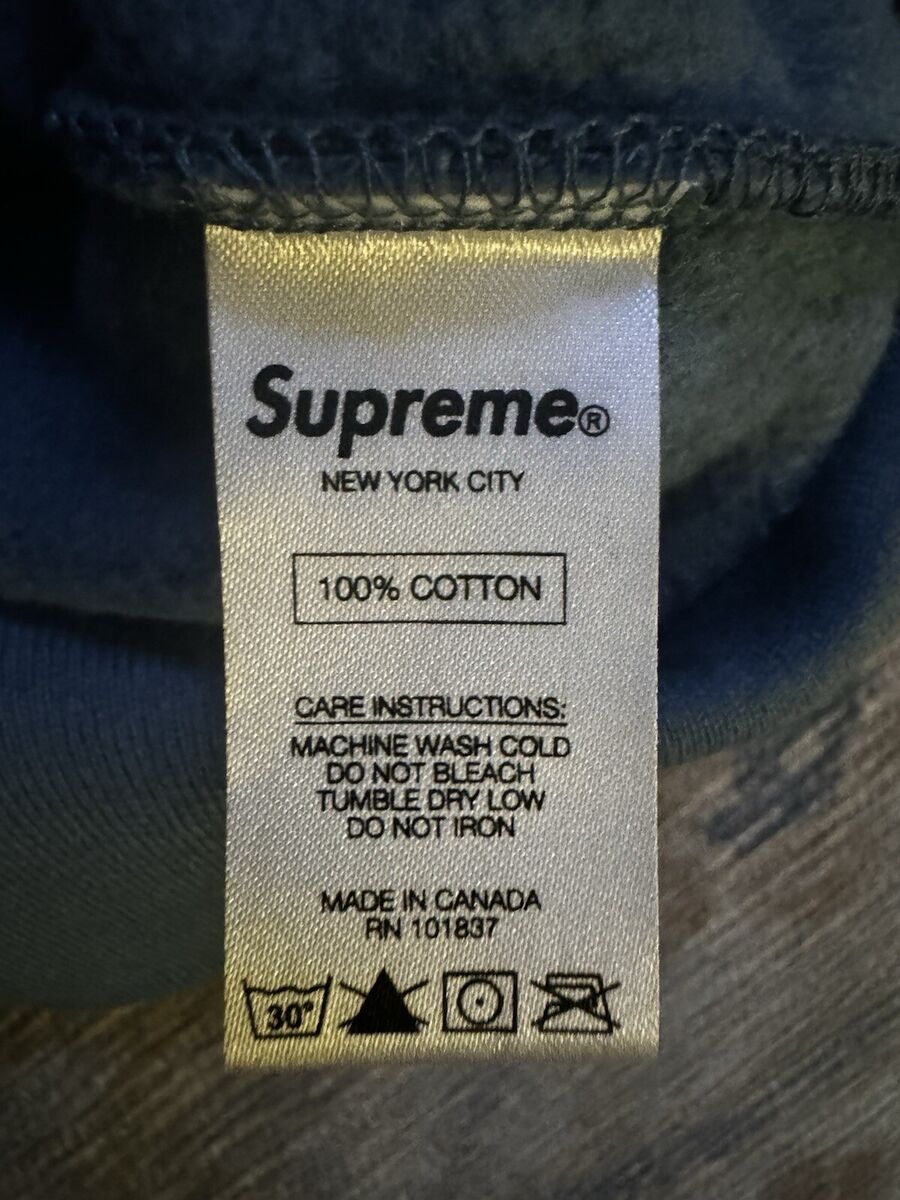 Supreme®
NEW YORK CITY
100% COTTON
CARE INSTRUCTIONS:
MACHINE WASH COLD
DO NOT BLEACH
TUMBLE DRY LOW
DO NOT IRON
MADE IN CANADA
RN 101837
30°